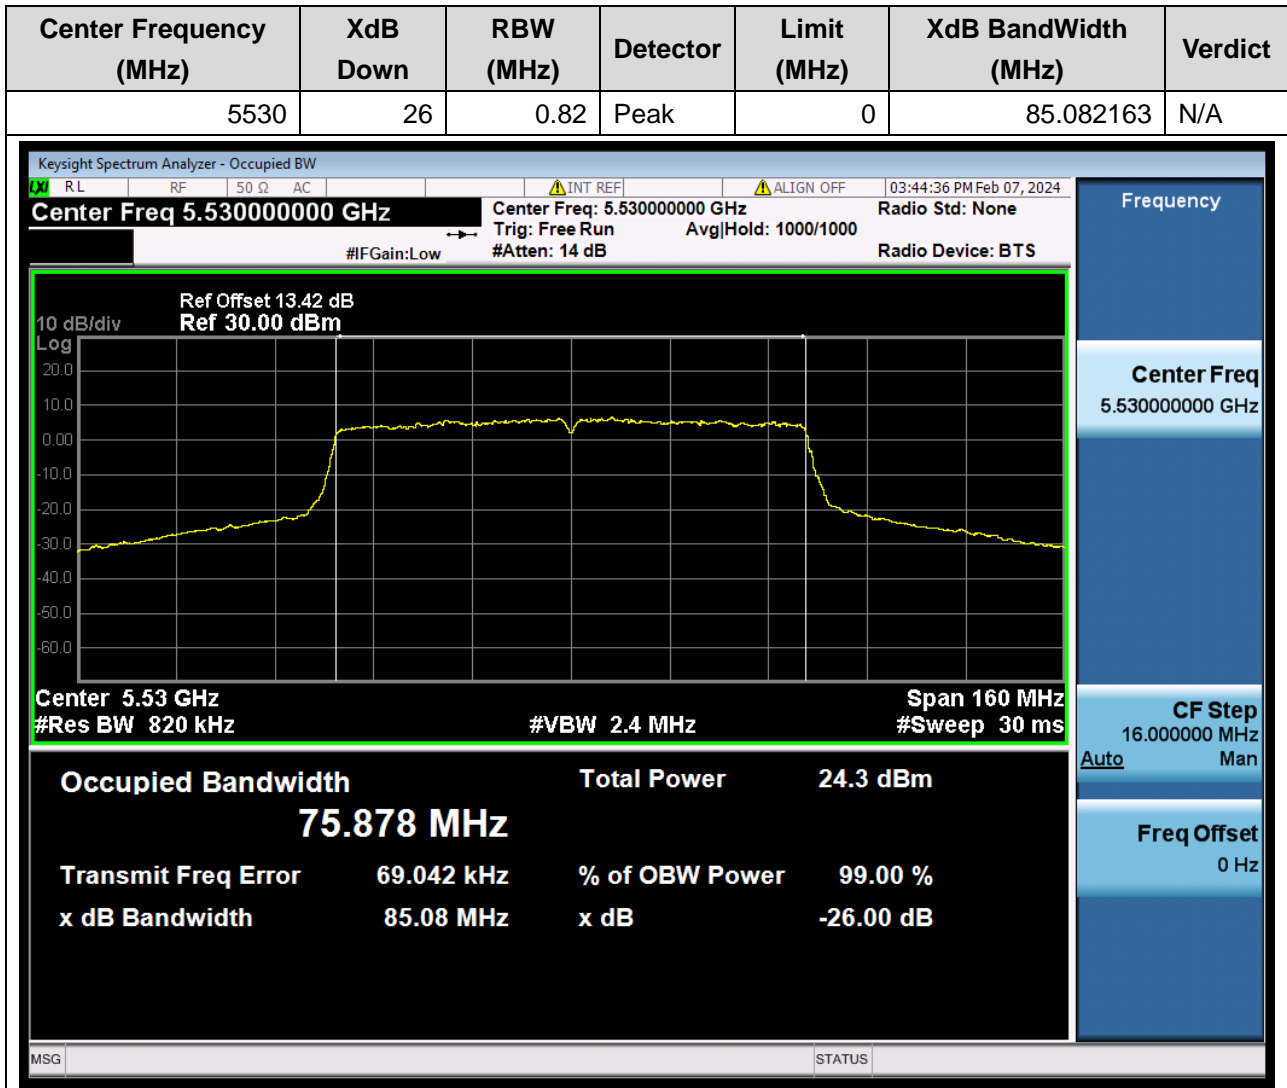 Center Frequency (MHz) XdB Down RBW (MHz) Detector Limit (MHz) XdB BandWidth (MHz) Verdict
5530 26 0.82 Peak 0 85.082163 N/A
Keysight Spectrum Analyzer - Occupied BW
LXI RL RF 50 Ω AC INT REF ALIGN OFF 03:44:36 PM Feb 07, 2024
Center Freq 5.530000000 GHz
Center Freq: 5.530000000 GHz
Radio Std: None
Trig: Free Run Avg|Hold: 1000/1000
#IFGain:Low
#Atten: 14 dB
Radio Device: BTS
Ref Offset 13.42 dB
10 dB/div Ref 30.00 dBm
Log
20.0
10.0
0.00
-10.0
-20.0
-30.0
-40.0
-50.0
-60.0
Center 5.53 GHz Span 160 MHz
#Res BW 820 kHz #VBW 2.4 MHz #Sweep 30 ms
Occupied Bandwidth Total Power 24.3 dBm
75.878 MHz
Transmit Freq Error 69.042 kHz % of OBW Power 99.00 %
x dB Bandwidth 85.08 MHz x dB -26.00 dB
Frequency
Center Freq
5.530000000 GHz
CF Step
16.000000 MHz
Auto Man
Freq Offset
0 Hz
MSG STATUS